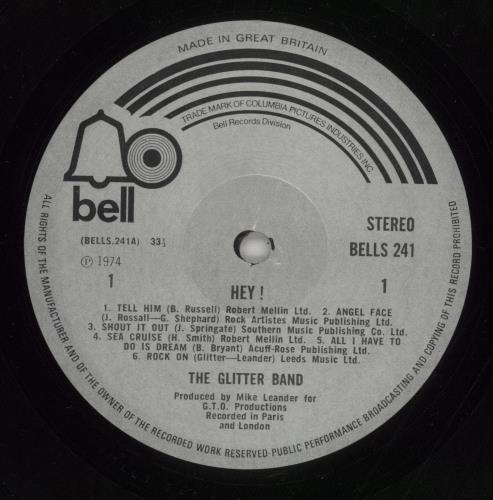 MADE IN GREAT BRITAIN
TRADE MARK OF COLUMBIA PICTURES INDUSTRIES INC.
Bell Records Division
bell
STEREO
(BELLS.241A) 33⅓
BELLS 241
Ⓟ 1974
1
1
HEY !
1. TELL HIM (B. Russell) Robert Mellin Ltd. 2. ANGEL FACE
(J. Rossall—G. Shephard) Rock Artistes Music Publishing Ltd.
3. SHOUT IT OUT (J. Springate) Southern Music Publishing Co. Ltd.
4. SEA CRUISE (H. Smith) Robert Mellin Ltd. 5. ALL I HAVE TO
DO IS DREAM (B. Bryant) Acuff-Rose Publishing Ltd.
6. ROCK ON (Glitter—Leander) Leeds Music Ltd.
THE GLITTER BAND
Produced by Mike Leander for
G.T.O. Productions
Recorded in Paris
and London
ALL RIGHTS OF THE MANUFACTURER AND OF THE OWNER OF THE RECORDED WORK RESERVED·PUBLIC PERFORMANCE BROADCASTING AND COPYING OF THIS RECORD PROHIBITED